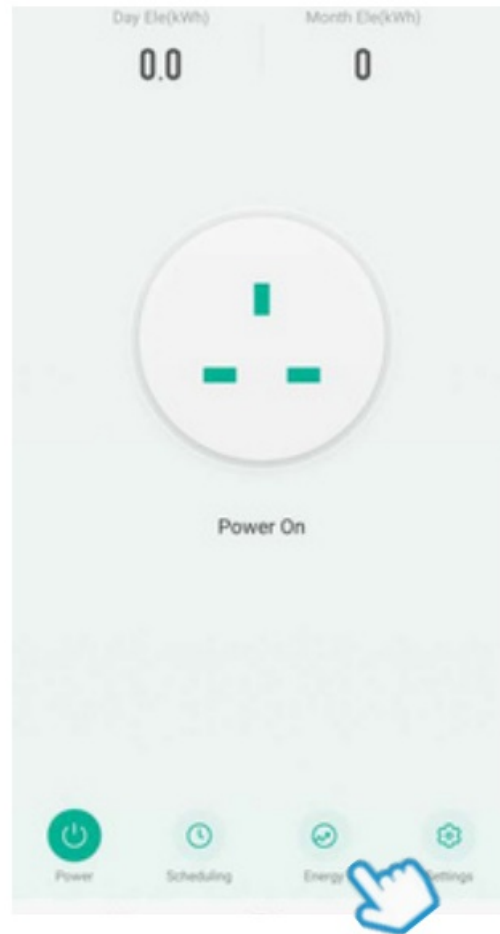 Day Ele(kWh) Month Ele(kWh)
0.0 0
Power On
Power Scheduling Energy Settings